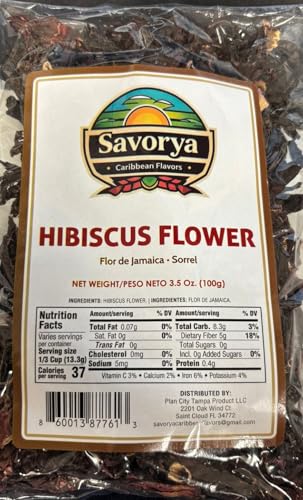 Savorya
Caribbean Flavors
HIBISCUS FLOWER
Flor de Jamaica - Sorrel
NET WEIGHT/PESO NETO 3.5 Oz. (100g)
INGREDIENTS: HIBISCUS FLOWER. | INGREDIENTES: FLOR DE JAMAICA.
Nutrition Facts
Varies servings per container
Serving size
1/3 Cup (13.3g)
Calories per serving 37
Amount/serving % DV Amount/serving % DV
Total Fat 0.07g 0% Total Carb. 8.3g 3%
Sat. Fat 0g 0% Dietary Fiber 5g 18%
Trans Fat 0g Total Sugars 0g
Cholesterol 0mg 0% Incl. 0g Added Sugars 0%
Sodium 5mg 0% Protein 0.4g
Vitamin C 3% • Calcium 2% • Iron 6% • Potassium 4%
8 60013 87761 3
DISTRIBUTED BY:
Plan City Tampa Product LLC
2201 Oak Wind Ct.
Saint Cloud FL 34772
savoryacaribbeanflavors@gmail.com